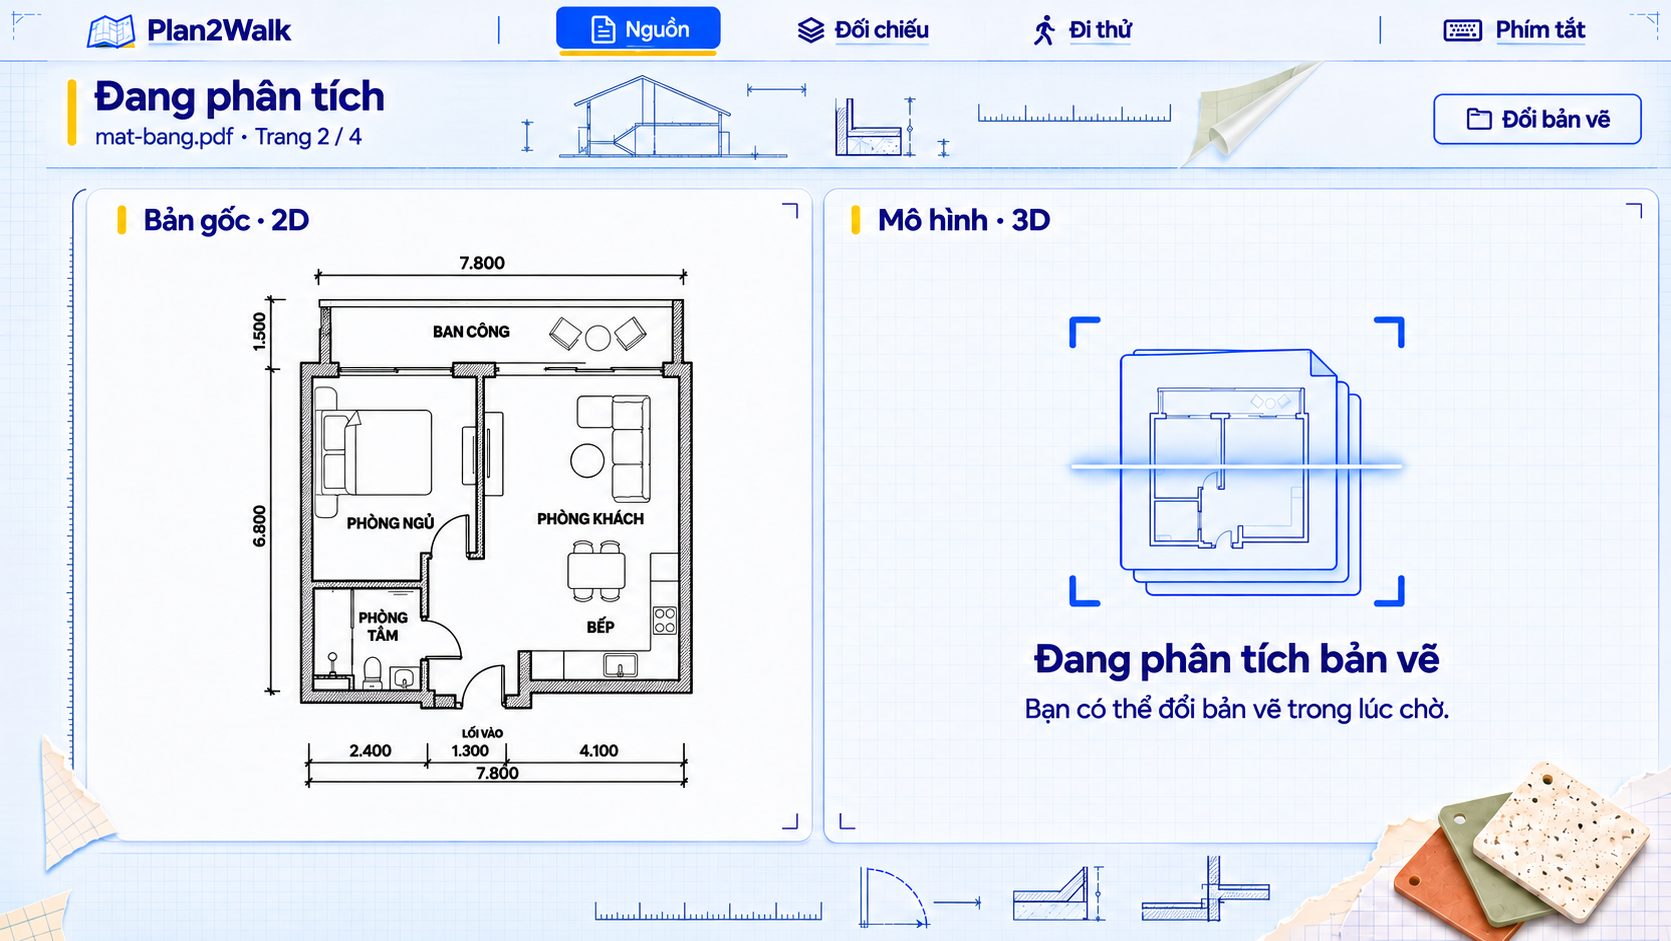 Plan2Walk
Nguồn
Đối chiếu
Đi thử
Phím tắt
Đang phân tích
mat-bang.pdf • Trang 2 / 4
Đổi bản vẽ
Bản gốc · 2D
7.800
1.500
BAN CÔNG
6.800
PHÒNG NGỦ
PHÒNG KHÁCH
PHÒNG
TẮM
BẾP
LỐI VÀO
2.400
1.300
4.100
7.800
Mô hình · 3D
Đang phân tích bản vẽ
Bạn có thể đổi bản vẽ trong lúc chờ.